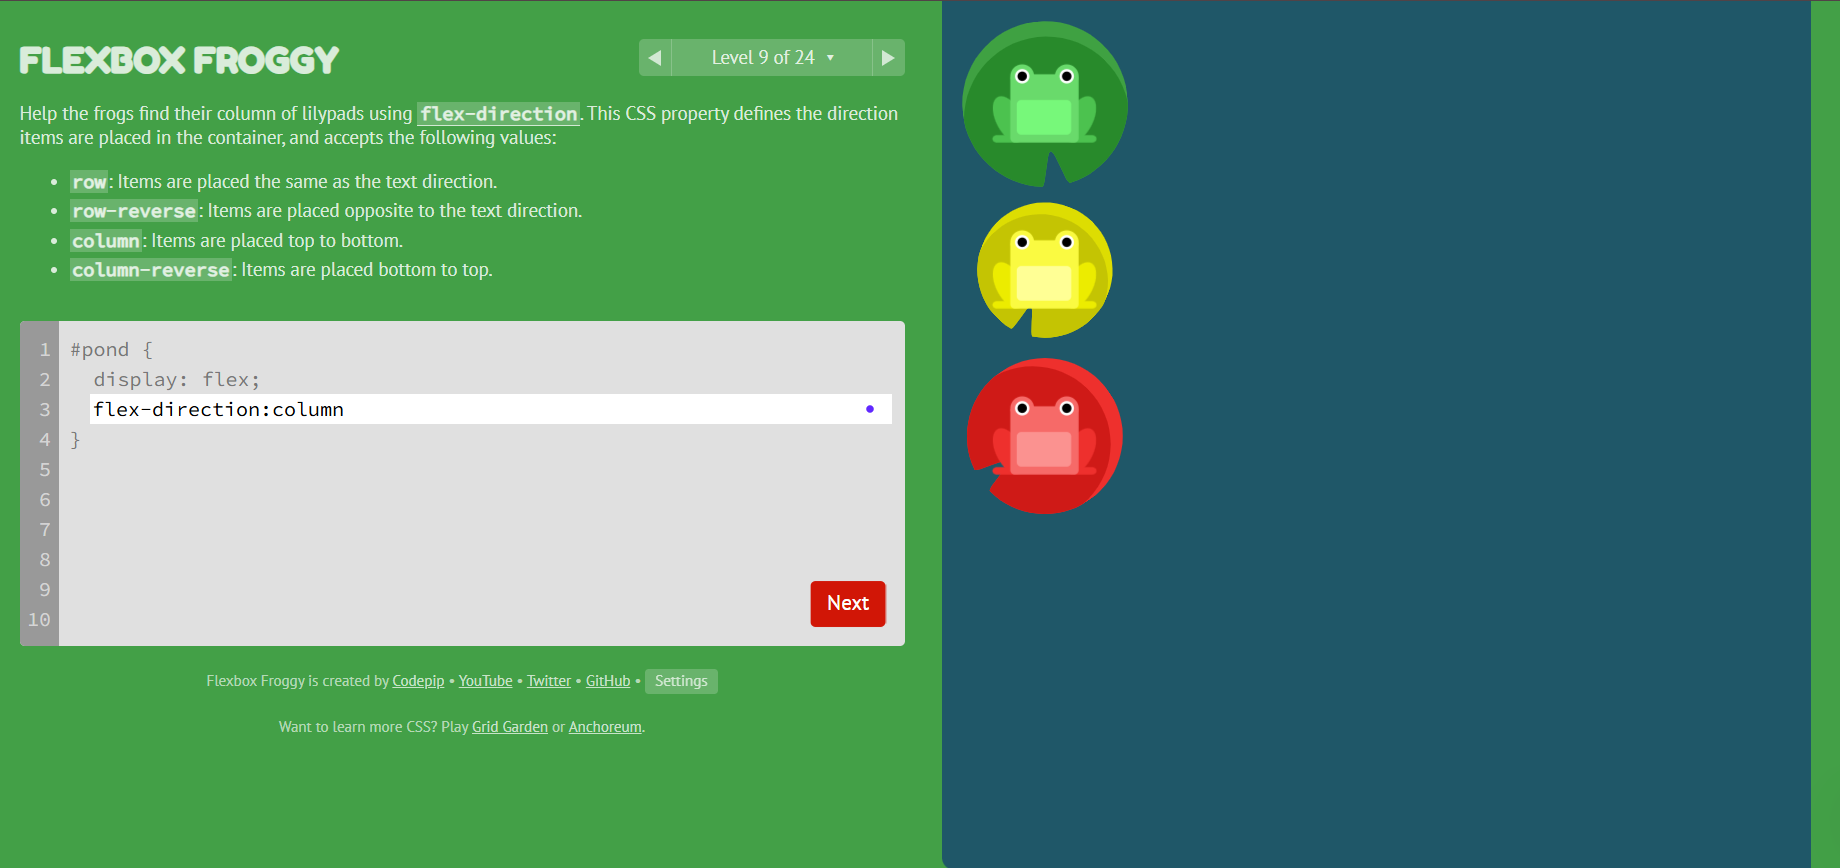 FLEXBOX FROGGY
◀ Level 9 of 24 ▾ ▶
Help the frogs find their column of lilypads using flex-direction. This CSS property defines the direction
items are placed in the container, and accepts the following values:
• row: Items are placed the same as the text direction.
• row-reverse: Items are placed opposite to the text direction.
• column: Items are placed top to bottom.
• column-reverse: Items are placed bottom to top.
1 #pond {
2 display: flex;
3 flex-direction:column
4 }
5
6
7
8
9
10
Next
Flexbox Froggy is created by Codepip • YouTube • Twitter • GitHub • Settings
Want to learn more CSS? Play Grid Garden or Anchoreum.